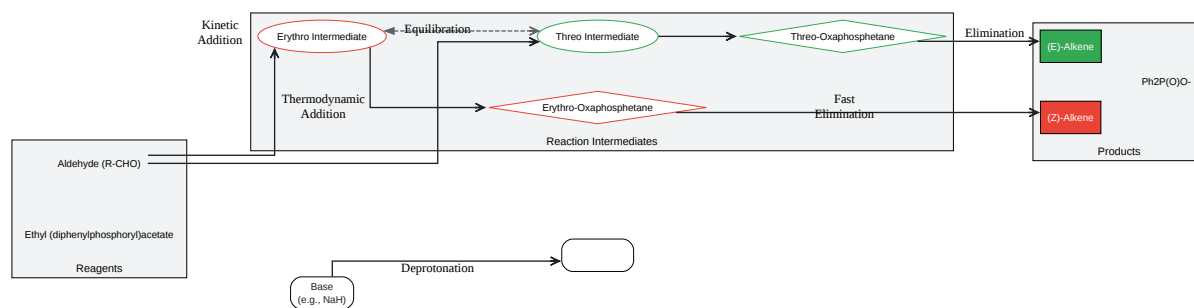 Kinetic
Addition
Erythro Intermediate
Equilibration
Threo Intermediate
Threo-Oxaphosphetane
Elimination
(E)-Alkene
Ph2P(O)O-
Thermodynamic
Addition
Erythro-Oxaphosphetane
Fast
Elimination
(Z)-Alkene
Reaction Intermediates
Products
Aldehyde (R-CHO)
Ethyl (diphenylphosphoryl)acetate
Reagents
Deprotonation
Base
(e.g., NaH)